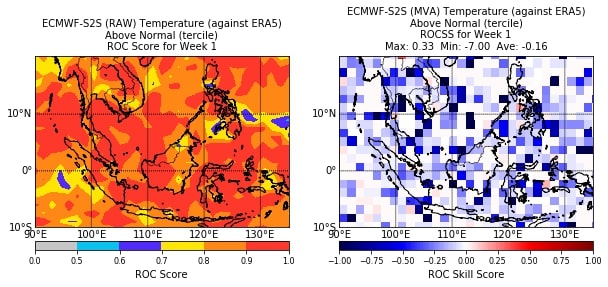 ECMWF-S2S (RAW) Temperature (against ERA5)
Above Normal (tercile)
ROC Score for Week 1
10°N
0°
10°S
90°E 100°E 110°E 120°E 130°E
0.0 0.5 0.6 0.7 0.8 0.9 1.0
ROC Score
ECMWF-S2S (MVA) Temperature (against ERA5)
Above Normal (tercile)
ROCSS for Week 1
Max: 0.33 Min: -7.00 Ave: -0.16
10°N
0°
10°S
90°E 100°E 110°E 120°E 130°E
−1.00 −0.75 −0.50 −0.25 0.00 0.25 0.50 0.75 1.00
ROC Skill Score